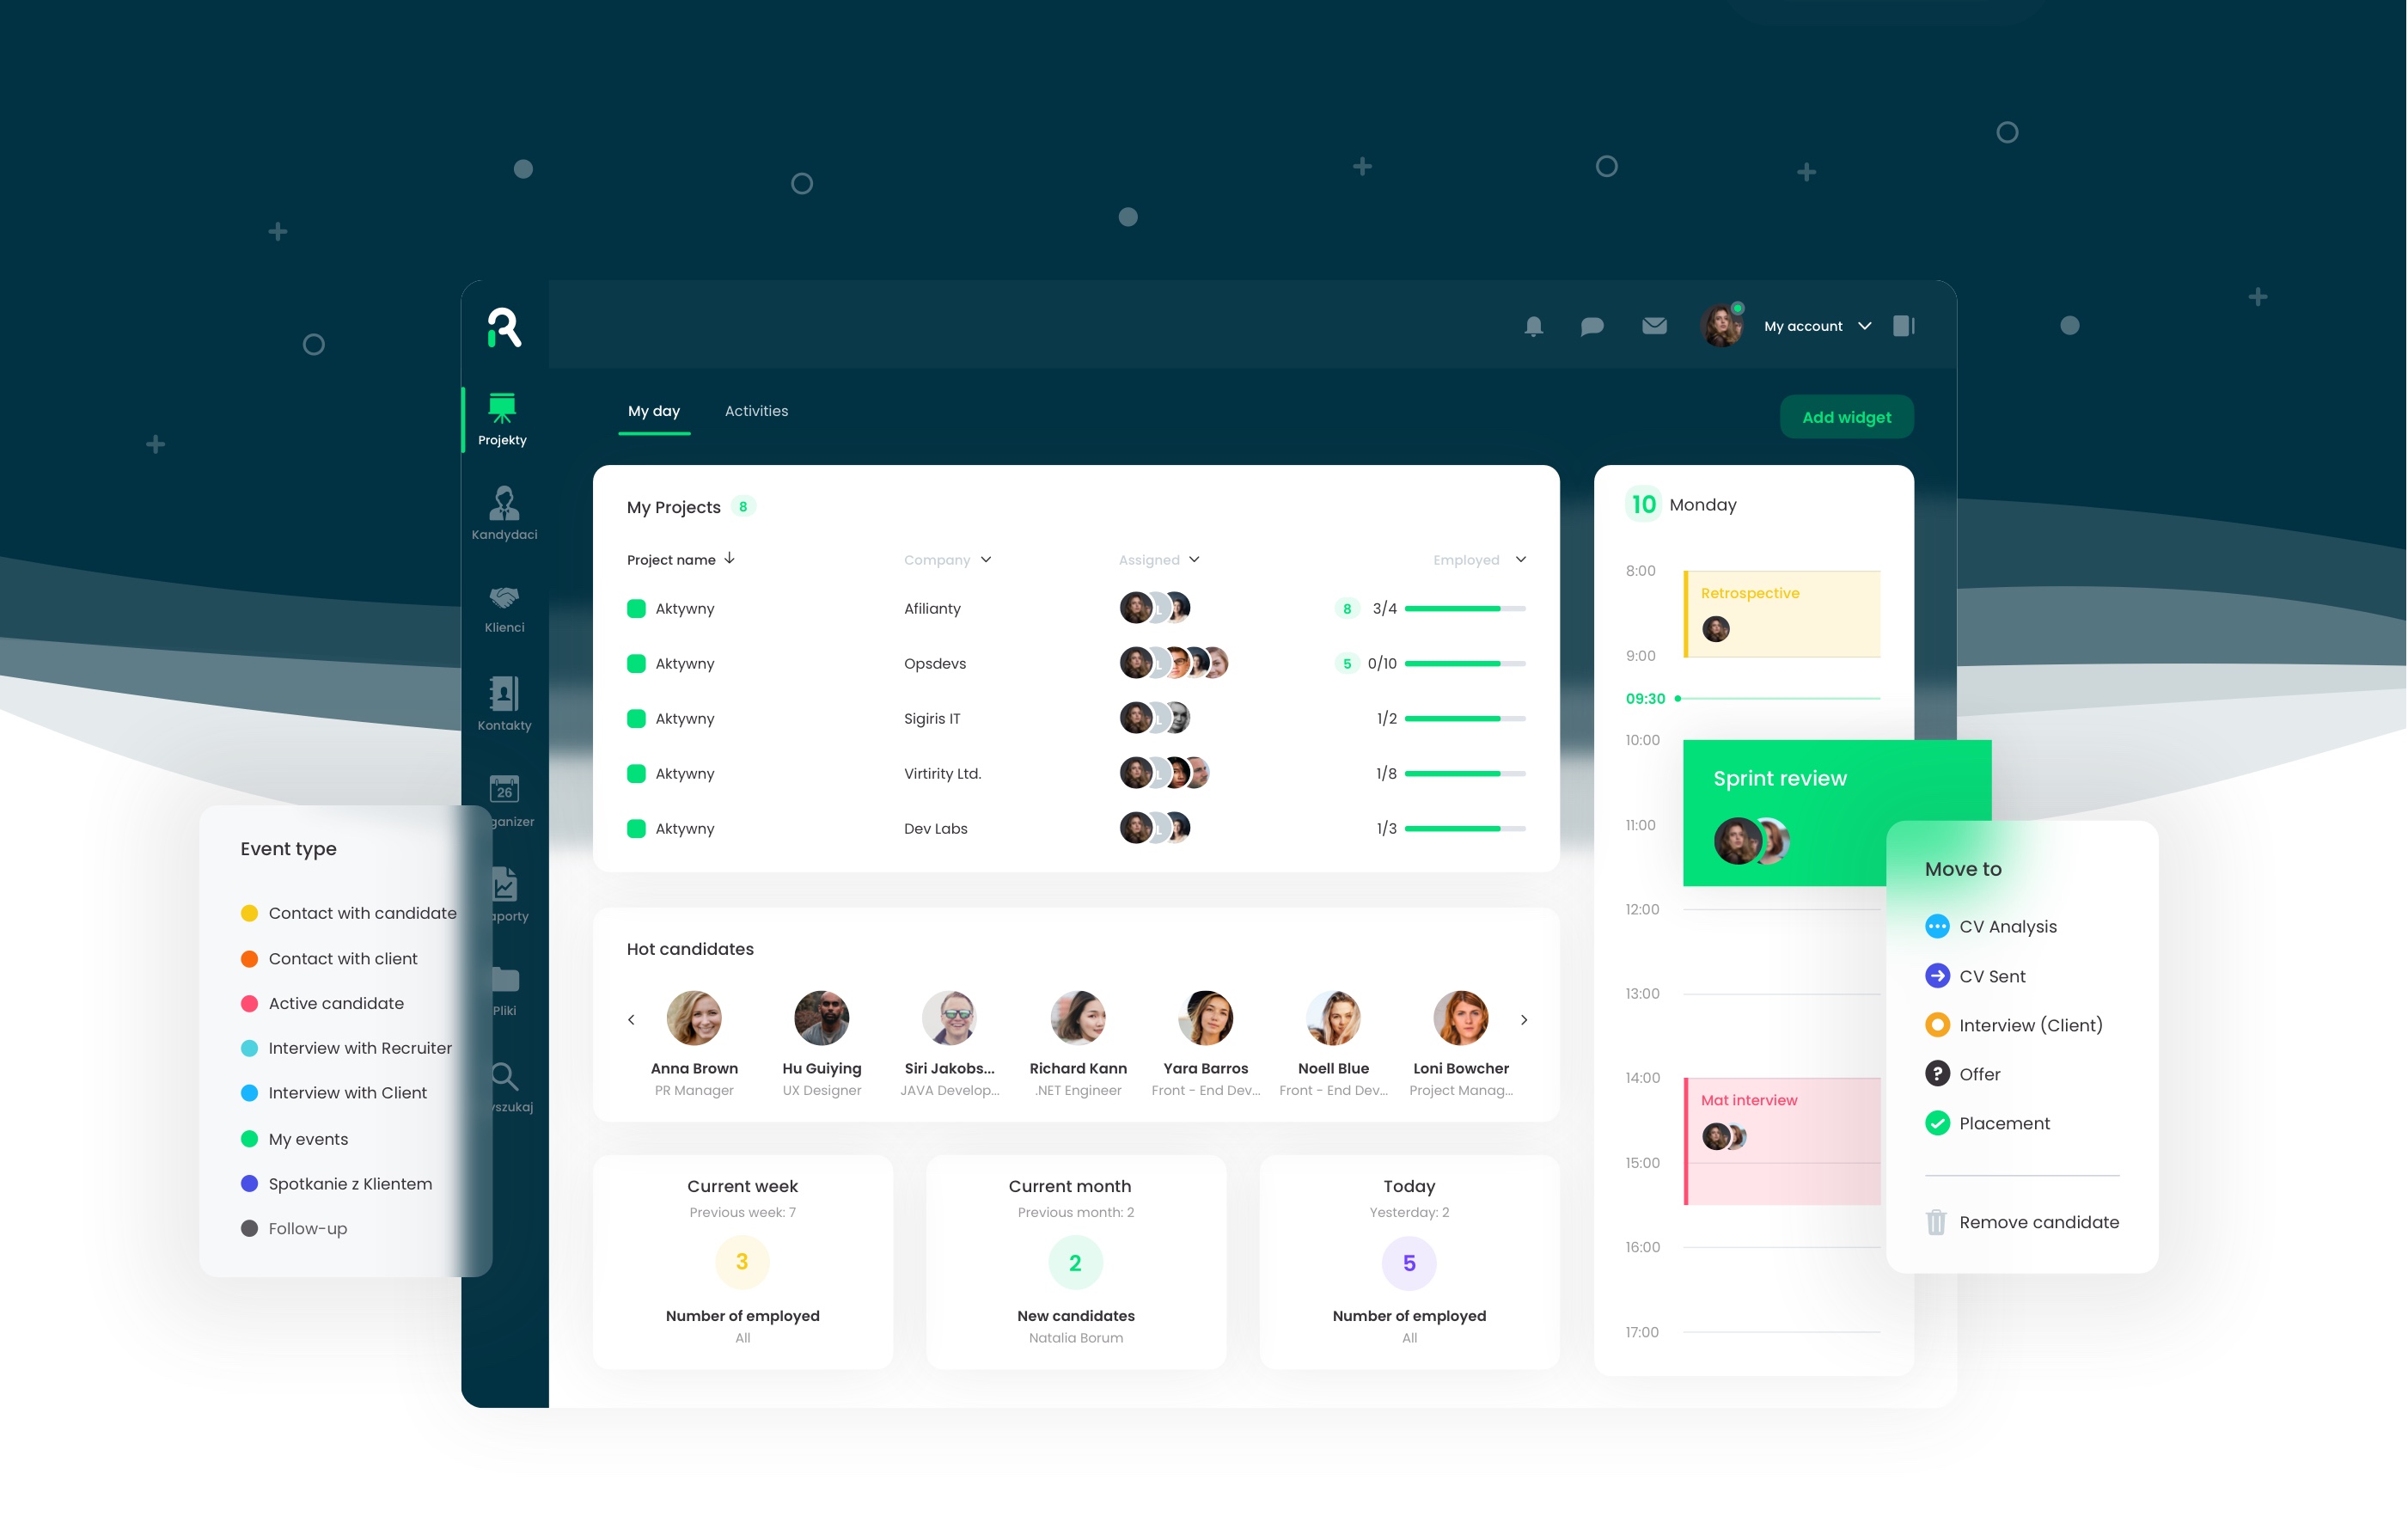 R
My account
Projekty
Kandydaci
Klienci
Kontakty
26
ganizer
aporty
Pliki
yszukaj
My day
Activities
Add widget
My Projects 8
Project name
Company
Assigned
Employed
Aktywny Afilianty L 8 3/4
Aktywny Opsdevs L 5 0/10
Aktywny Sigiris IT L 1/2
Aktywny Virtirity Ltd. L 1/8
Aktywny Dev Labs L 1/3
Hot candidates
Anna Brown
PR Manager
Hu Guiying
UX Designer
Siri Jakobs...
JAVA Develop...
Richard Kann
.NET Engineer
Yara Barros
Front - End Dev...
Noell Blue
Front - End Dev...
Loni Bowcher
Project Manag...
Current week
Previous week: 7
3
Number of employed
All
Current month
Previous month: 2
2
New candidates
Natalia Borum
Today
Yesterday: 2
5
Number of employed
All
10 Monday
8:00
Retrospective
9:00
09:30
10:00
Sprint review
11:00
12:00
13:00
14:00
Mat interview
15:00
16:00
17:00
Event type
Contact with candidate
Contact with client
Active candidate
Interview with Recruiter
Interview with Client
My events
Spotkanie z Klientem
Follow-up
Move to
CV Analysis
CV Sent
Interview (Client)
? Offer
Placement
Remove candidate